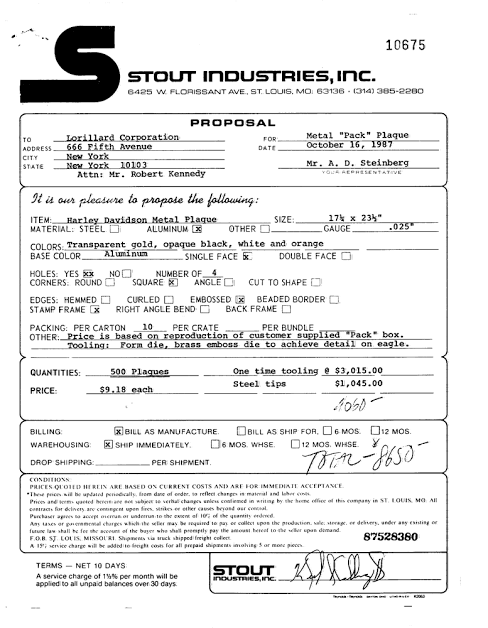 10675
STOUT INDUSTRIES, INC.
6425 W. FLORISSANT AVE., ST. LOUIS, MO. 63136 - (314) 385-2280
PROPOSAL
TO Lorillard Corporation FOR Metal "Pack" Plaque
ADDRESS 666 Fifth Avenue DATE October 16, 1987
CITY New York
STATE New York 10103 Mr. A. D. Steinberg
Attn: Mr. Robert Kennedy YOUR REPRESENTATIVE
It is our pleasure to propose the following:
ITEM: Harley Davidson Metal Plaque SIZE: 17½ x 23½"
MATERIAL: STEEL ALUMINUM x OTHER GAUGE .025"
COLORS: Transparent gold, opaque black, white and orange
BASE COLOR Aluminum SINGLE FACE x DOUBLE FACE
HOLES: YES xx NO NUMBER OF 4
CORNERS: ROUND SQUARE x ANGLE CUT TO SHAPE
EDGES: HEMMED CURLED EMBOSSED x BEADED BORDER
STAMP FRAME x RIGHT ANGLE BEND BACK FRAME
PACKING: PER CARTON 10 PER CRATE PER BUNDLE
OTHER: Price is based on reproduction of customer supplied "Pack" box.
Tooling: Form die, brass emboss die to achieve detail on eagle.
QUANTITIES: 500 Plaques One time tooling @ $3,015.00
PRICE: $9.18 each Steel tips $1,045.00
4060 -
BILLING: x BILL AS MANUFACTURE. BILL AS SHIP FOR, 6 MOS. 12 MOS.
WAREHOUSING: x SHIP IMMEDIATELY. 6 MOS. WHSE. 12 MOS. WHSE.
TOTAL - 8650 -
DROP SHIPPING: PER SHIPMENT.
CONDITIONS:
PRICES QUOTED HEREIN ARE BASED ON CURRENT COSTS AND ARE FOR IMMEDIATE ACCEPTANCE.
*These prices will be updated periodically, from date of order, to reflect changes in material and labor costs.
Prices and terms quoted herein are not subject to verbal changes unless confirmed in writing by the home office of this company in ST. LOUIS, MO. All
contracts for delivery are contingent upon fires, strikes or other causes beyond our control.
Purchaser agrees to accept overrun or underrun to the extent of 10% of the quantity ordered.
Any taxes or governmental charges which the seller may be required to pay or collect upon the production, sale, storage, or delivery, under any existing or
future law shall be for the account of the buyer who shall promptly pay the amount hereof to the seller upon demand.
F.O.B. ST. LOUIS, MISSOURI. Shipments via truck shipped freight collect.
87528380
A 15% service charge will be added to freight costs for all prepaid shipments involving 5 or more pieces.
TERMS — NET 10 DAYS
A service charge of 1½% per month will be
applied to all unpaid balances over 30 days.
STOUT
INDUSTRIES, INC.